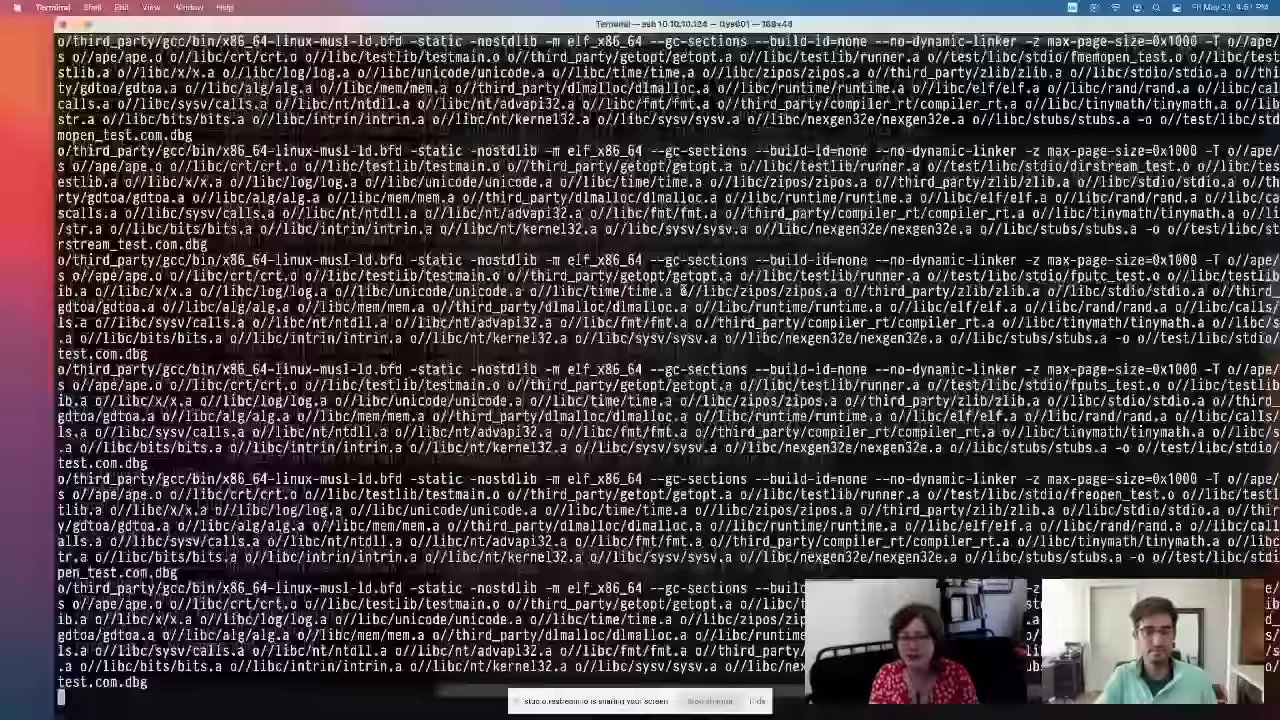 Terminal Shell Edit View Window Help
Terminal — ssh 10.10.10.124 —
o/third_party/gcc/bin/x86_64-linux-musl-ld.bfd -static -nostdlib -m elf_x86_64 --gc-sections --build-id=none --no-dynamic-linker -z max-page-size=0x1000 -T o//ape/ape.
s o//ape/ape.o o//libc/crt/crt.o o//libc/testlib/testmain.o o//third_party/getopt/getopt.a o//libc/testlib/runner.a o//test/libc/stdio/fmemopen_test.o o//libc/te
stlib.a o//libc/x/x.a o//libc/log/log.a o//libc/unicode/unicode.a o//libc/time/time.a o//libc/zipos/zipos.a o//third_party/zlib/zlib.a o//libc/stdio/stdio.a o//thi
ty/gdtoa/gdtoa.a o//libc/alg/alg.a o//libc/mem/mem.a o//third_party/dlmalloc/dlmalloc.a o//libc/runtime/runtime.a o//libc/elf/elf.a o//libc/rand/rand.a o//libc/cal
calls.a o//libc/sysv/calls.a o//libc/nt/ntdll.a o//libc/nt/advapi32.a o//libc/fmt/fmt.a o//third_party/compiler_rt/compiler_rt.a o//libc/tinymath/tinymath.a o//lib
str.a o//libc/bits/bits.a o//libc/intrin/intrin.a o//libc/nt/kernel32.a o//libc/sysv/sysv.a o//libc/nexgen32e/nexgen32e.a o//libc/stubs/stubs.a -o o//test/libc/std
mopen_test.com.dbg
o/third_party/gcc/bin/x86_64-linux-musl-ld.bfd -static -nostdlib -m elf_x86_64 --gc-sections --build-id=none --no-dynamic-linker -z max-page-size=0x1000 -T o//ape/
s o//ape/ape.o o//libc/crt/crt.o o//libc/testlib/testmain.o o//third_party/getopt/getopt.a o//libc/testlib/runner.a o//test/libc/stdio/dirstream_test.o o//libc/t
estlib.a o//libc/x/x.a o//libc/log/log.a o//libc/unicode/unicode.a o//libc/time/time.a o//libc/zipos/zipos.a o//third_party/zlib/zlib.a o//libc/stdio/stdio.a o//th
rty/gdtoa/gdtoa.a o//libc/alg/alg.a o//libc/mem/mem.a o//third_party/dlmalloc/dlmalloc.a o//libc/runtime/runtime.a o//libc/elf/elf.a o//libc/rand/rand.a o//libc/ca
scalls.a o//libc/sysv/calls.a o//libc/nt/ntdll.a o//libc/nt/advapi32.a o//libc/fmt/fmt.a o//third_party/compiler_rt/compiler_rt.a o//libc/tinymath/tinymath.a o//li
/str.a o//libc/bits/bits.a o//libc/intrin/intrin.a o//libc/nt/kernel32.a o//libc/sysv/sysv.a o//libc/nexgen32e/nexgen32e.a o//libc/stubs/stubs.a -o o//test/libc/st
rstream_test.com.dbg
o/third_party/gcc/bin/x86_64-linux-musl-ld.bfd -static -nostdlib -m elf_x86_64 --gc-sections --build-id=none --no-dynamic-linker -z max-page-size=0x1000 -T o//ape/
s o//ape/ape.o o//libc/crt/crt.o o//libc/testlib/testmain.o o//third_party/getopt/getopt.a o//libc/testlib/runner.a o//test/libc/stdio/fputc_test.o o//libc/testlib
ib.a o//libc/x/x.a o//libc/log/log.a o//libc/unicode/unicode.a o//libc/time/time.a o//libc/zipos/zipos.a o//third_party/zlib/zlib.a o//libc/stdio/stdio.a o//third_
gdtoa/gdtoa.a o//libc/alg/alg.a o//libc/mem/mem.a o//third_party/dlmalloc/dlmalloc.a o//libc/runtime/runtime.a o//libc/elf/elf.a o//libc/rand/rand.a o//libc/calls/
ls.a o//libc/sysv/calls.a o//libc/nt/ntdll.a o//libc/nt/advapi32.a o//libc/fmt/fmt.a o//third_party/compiler_rt/compiler_rt.a o//libc/tinymath/tinymath.a o//libc/s
.a o//libc/bits/bits.a o//libc/intrin/intrin.a o//libc/nt/kernel32.a o//libc/sysv/sysv.a o//libc/nexgen32e/nexgen32e.a o//libc/stubs/stubs.a -o o//test/libc/stdio/
test.com.dbg
o/third_party/gcc/bin/x86_64-linux-musl-ld.bfd -static -nostdlib -m elf_x86_64 --gc-sections --build-id=none --no-dynamic-linker -z max-page-size=0x1000 -T o//ape/
s o//ape/ape.o o//libc/crt/crt.o o//libc/testlib/testmain.o o//third_party/getopt/getopt.a o//libc/testlib/runner.a o//test/libc/stdio/fputs_test.o o//libc/testlib
ib.a o//libc/x/x.a o//libc/log/log.a o//libc/unicode/unicode.a o//libc/time/time.a o//libc/zipos/zipos.a o//third_party/zlib/zlib.a o//libc/stdio/stdio.a o//third
gdtoa/gdtoa.a o//libc/alg/alg.a o//libc/mem/mem.a o//third_party/dlmalloc/dlmalloc.a o//libc/runtime/runtime.a o//libc/elf/elf.a o//libc/rand/rand.a o//libc/calls
ls.a o//libc/sysv/calls.a o//libc/nt/ntdll.a o//libc/nt/advapi32.a o//libc/fmt/fmt.a o//third_party/compiler_rt/compiler_rt.a o//libc/tinymath/tinymath.a o//libc/s
.a o//libc/bits/bits.a o//libc/intrin/intrin.a o//libc/nt/kernel32.a o//libc/sysv/sysv.a o//libc/nexgen32e/nexgen32e.a o//libc/stubs/stubs.a -o o//test/libc/stdio/
test.com.dbg
o/third_party/gcc/bin/x86_64-linux-musl-ld.bfd -static -nostdlib -m elf_x86_64 --gc-sections --build-id=none --no-dynamic-linker -z max-page-size=0x1000 -T o//ape/
s o//ape/ape.o o//libc/crt/crt.o o//libc/testlib/testmain.o o//third_party/getopt/getopt.a o//libc/testlib/runner.a o//test/libc/stdio/freopen_test.o o//libc/tes
tlib.a o//libc/x/x.a o//libc/log/log.a o//libc/unicode/unicode.a o//libc/time/time.a o//libc/zipos/zipos.a o//third_party/zlib/zlib.a o//libc/stdio/stdio.a o//thir
y/gdtoa/gdtoa.a o//libc/alg/alg.a o//libc/mem/mem.a o//third_party/dlmalloc/dlmalloc.a o//libc/runtime/runtime.a o//libc/elf/elf.a o//libc/rand/rand.a o//libc/call
alls.a o//libc/sysv/calls.a o//libc/nt/ntdll.a o//libc/nt/advapi32.a o//libc/fmt/fmt.a o//third_party/compiler_rt/compiler_rt.a o//libc/tinymath/tinymath.a o//libc
tr.a o//libc/bits/bits.a o//libc/intrin/intrin.a o//libc/nt/kernel32.a o//libc/sysv/sysv.a o//libc/nexgen32e/nexgen32e.a o//libc/stubs/stubs.a -o o//test/libc/stdi
pen_test.com.dbg
o/third_party/gcc/bin/x86_64-linux-musl-ld.bfd -static -nostdlib -m elf_x86_64 --gc-sections --build
s o//ape/ape.o o//libc/crt/crt.o o//libc/testlib/testmain.o o//third_party/getopt/getopt.a o//libc/t
ib.a o//libc/x/x.a o//libc/log/log.a o//libc/unicode/unicode.a o//libc/time/time.a o//libc/zipos/zip
gdtoa/gdtoa.a o//libc/alg/alg.a o//libc/mem/mem.a o//third_party/dlmalloc/dlmalloc.a o//libc/runtime
ls.a o//libc/sysv/calls.a o//libc/nt/ntdll.a o//libc/nt/advapi32.a o//libc/fmt/fmt.a o//third_party/
.a o//libc/bits/bits.a o//libc/intrin/intrin.a o//libc/nt/kernel32.a o//libc/sysv/sysv.a o//libc/nex
test.com.dbg
is sharing your screen
Stop sharing Hide